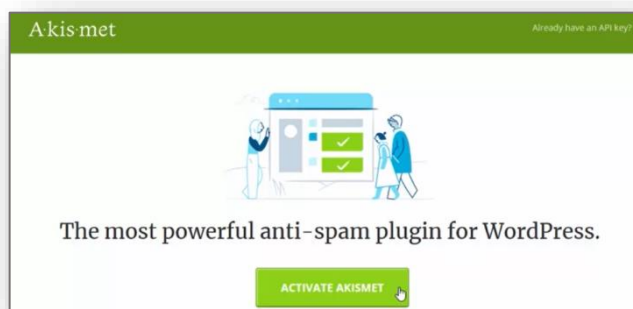 A·kis·met
Already have an API key?
The most powerful anti-spam plugin for WordPress.
ACTIVATE AKISMET